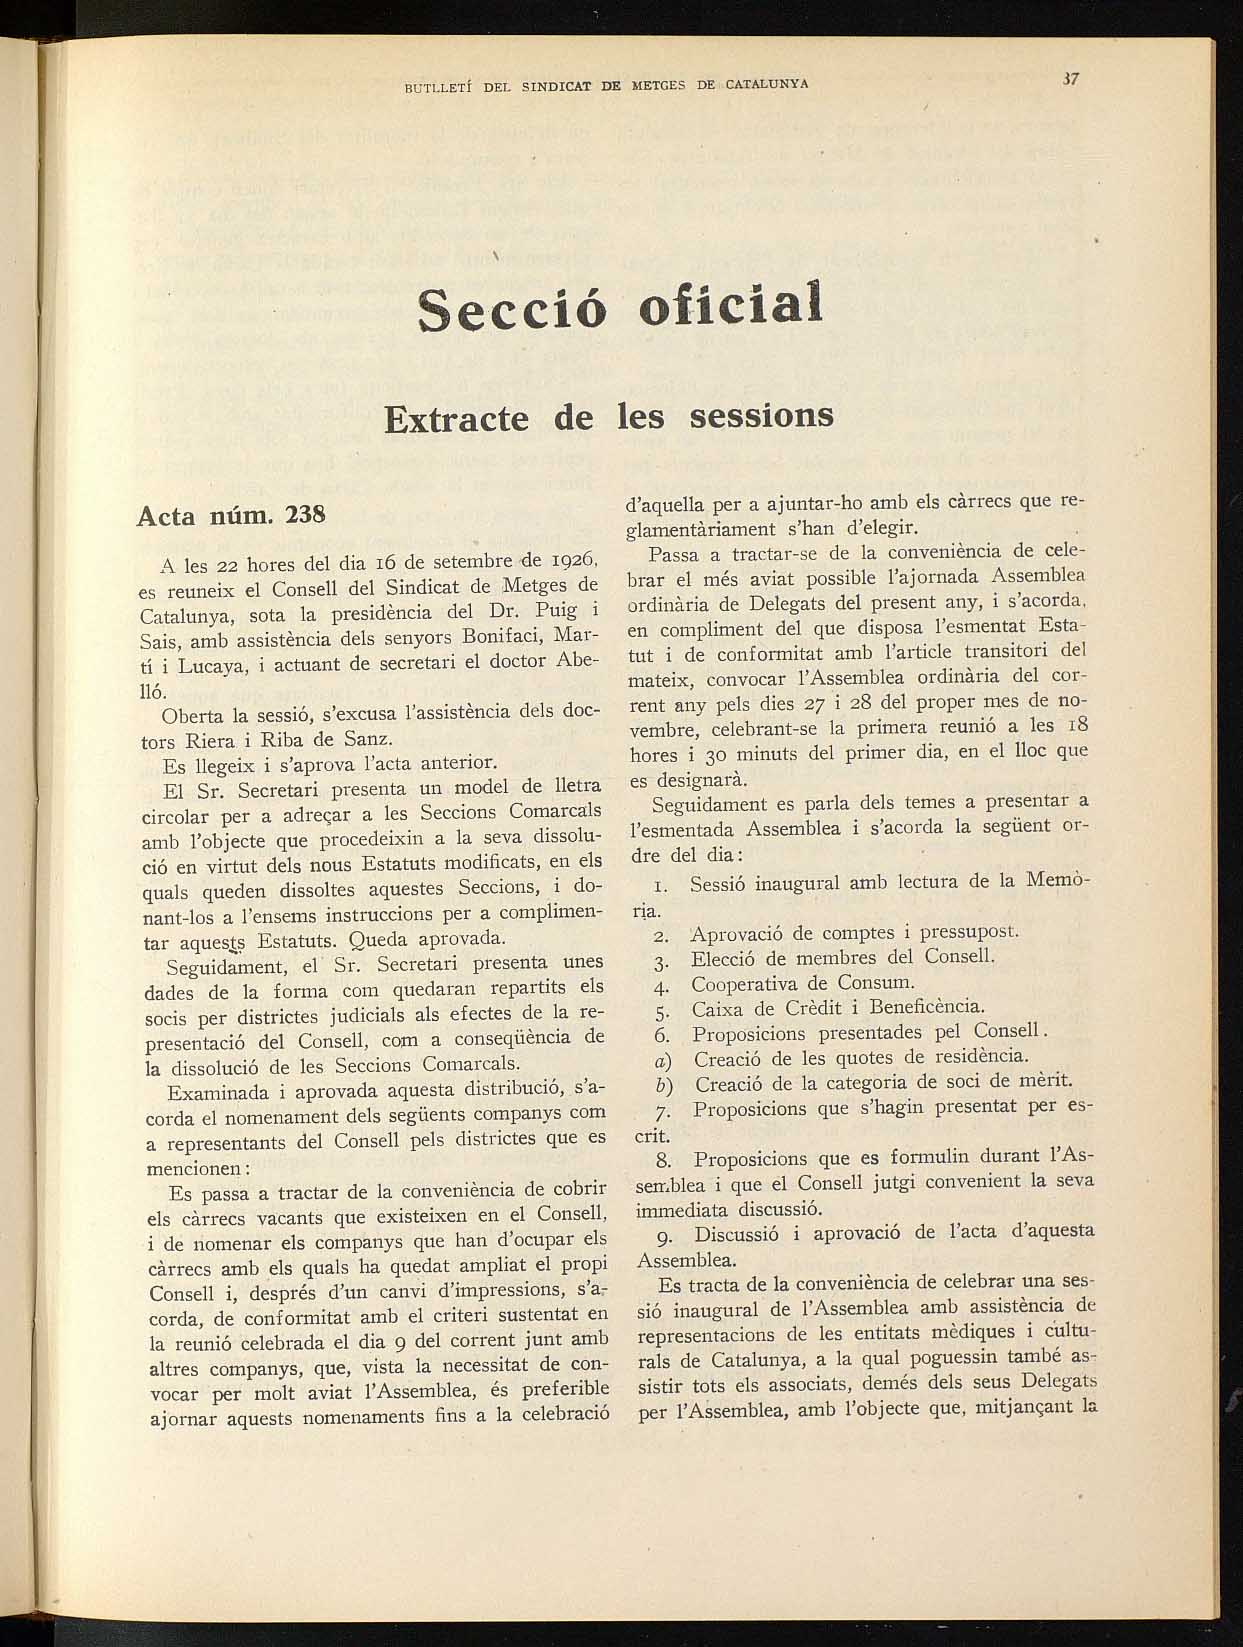 BUTLLETÍ DEL SINDICAT DE METGES DE CATALUNYA
37
Secció oficial
Extracte de les sessions
Acta núm. 238
A les 22 hores del dia 16 de setembre de 1926,
es reuneix el Consell del Sindicat de Metges de
Catalunya, sota la presidència del Dr. Puig i
Sais, amb assistència dels senyors Bonifaci, Mar-
tí i Lucaya, i actuant de secretari el doctor Abe-
lló.
Oberta la sessió, s'excusa l'assistència dels doc-
tors Riera i Riba de Sanz.
Es llegeix i s'aprova l'acta anterior.
El Sr. Secretari presenta un model de lletra
circolar per a adreçar a les Seccions Comarcals
amb l'objecte que procedeixin a la seva dissolu-
ció en virtut dels nous Estatuts modificats, en els
quals queden dissoltes aquestes Seccions, i do-
nant-los a l'ensems instruccions per a complimen-
tar aquests Estatuts. Queda aprovada.
Seguidament, el Sr. Secretari presenta unes
dades de la forma com quedaran repartits els
socis per districtes judicials als efectes de la re-
presentació del Consell, com a conseqüència de
la dissolució de les Seccions Comarcals.
Examinada i aprovada aquesta distribució, s'a-
corda el nomenament dels següents companys com
a representants del Consell pels districtes que es
mencionen:
Es passa a tractar de la conveniència de cobrir
els càrrecs vacants que existeixen en el Consell,
i de nomenar els companys que han d'ocupar els
càrrecs amb els quals ha quedat ampliat el propi
Consell i, després d'un canvi d'impressions, s'a-
corda, de conformitat amb el criteri sustentat en
la reunió celebrada el dia 9 del corrent junt amb
altres companys, que, vista la necessitat de con-
vocar per molt aviat l'Assemblea, és preferible
ajornar aquests nomenaments fins a la celebració
d'aquella per a ajuntar-ho amb els càrrecs que re-
glamentàriament s'han d'elegir.
Passa a tractar-se de la conveniència de cele-
brar el més aviat possible l'ajornada Assemblea
ordinària de Delegats del present any, i s'acorda,
en compliment del que disposa l'esmentat Esta-
tut i de conformitat amb l'article transitori del
mateix, convocar l'Assemblea ordinària del cor-
rent any pels dies 27 i 28 del proper mes de no-
vembre, celebrant-se la primera reunió a les 18
hores i 30 minuts del primer dia, en el lloc que
es designarà.
Seguidament es parla dels temes a presentar a
l'esmentada Assemblea i s'acorda la següent or-
dre del dia:
1. Sessió inaugural amb lectura de la Memò-
ria.
2. Aprovació de comptes i pressupost.
3. Elecció de membres del Consell.
4. Cooperativa de Consum.
5. Caixa de Crèdit i Beneficència.
6. Proposicions presentades pel Consell.
a) Creació de les quotes de residència.
b) Creació de la categoria de soci de mèrit.
7. Proposicions que s'hagin presentat per es-
crit.
8. Proposicions que es formulin durant l'As-
semblea i que el Consell jutgi convenient la seva
immediata discussió.
9. Discussió i aprovació de l'acta d'aquesta
Assemblea.
Es tracta de la conveniència de celebrar una ses-
sió inaugural de l'Assemblea amb assistència de
representacions de les entitats mèdiques i cultu-
rals de Catalunya, a la qual poguessin també as-
sistir tots els associats, demés dels seus Delegats
per l'Assemblea, amb l'objecte que, mitjançant la